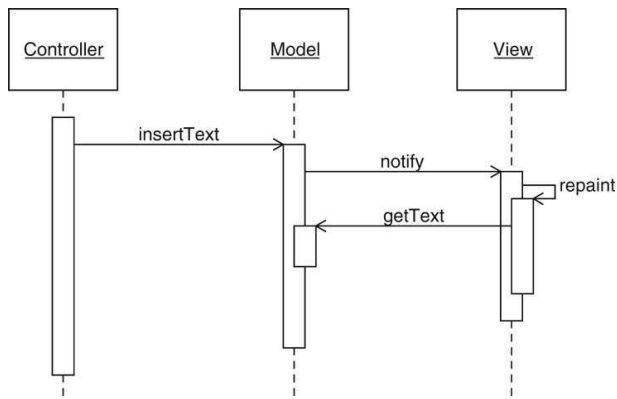 Controller
Model
View
insertText
notify
repaint
getText